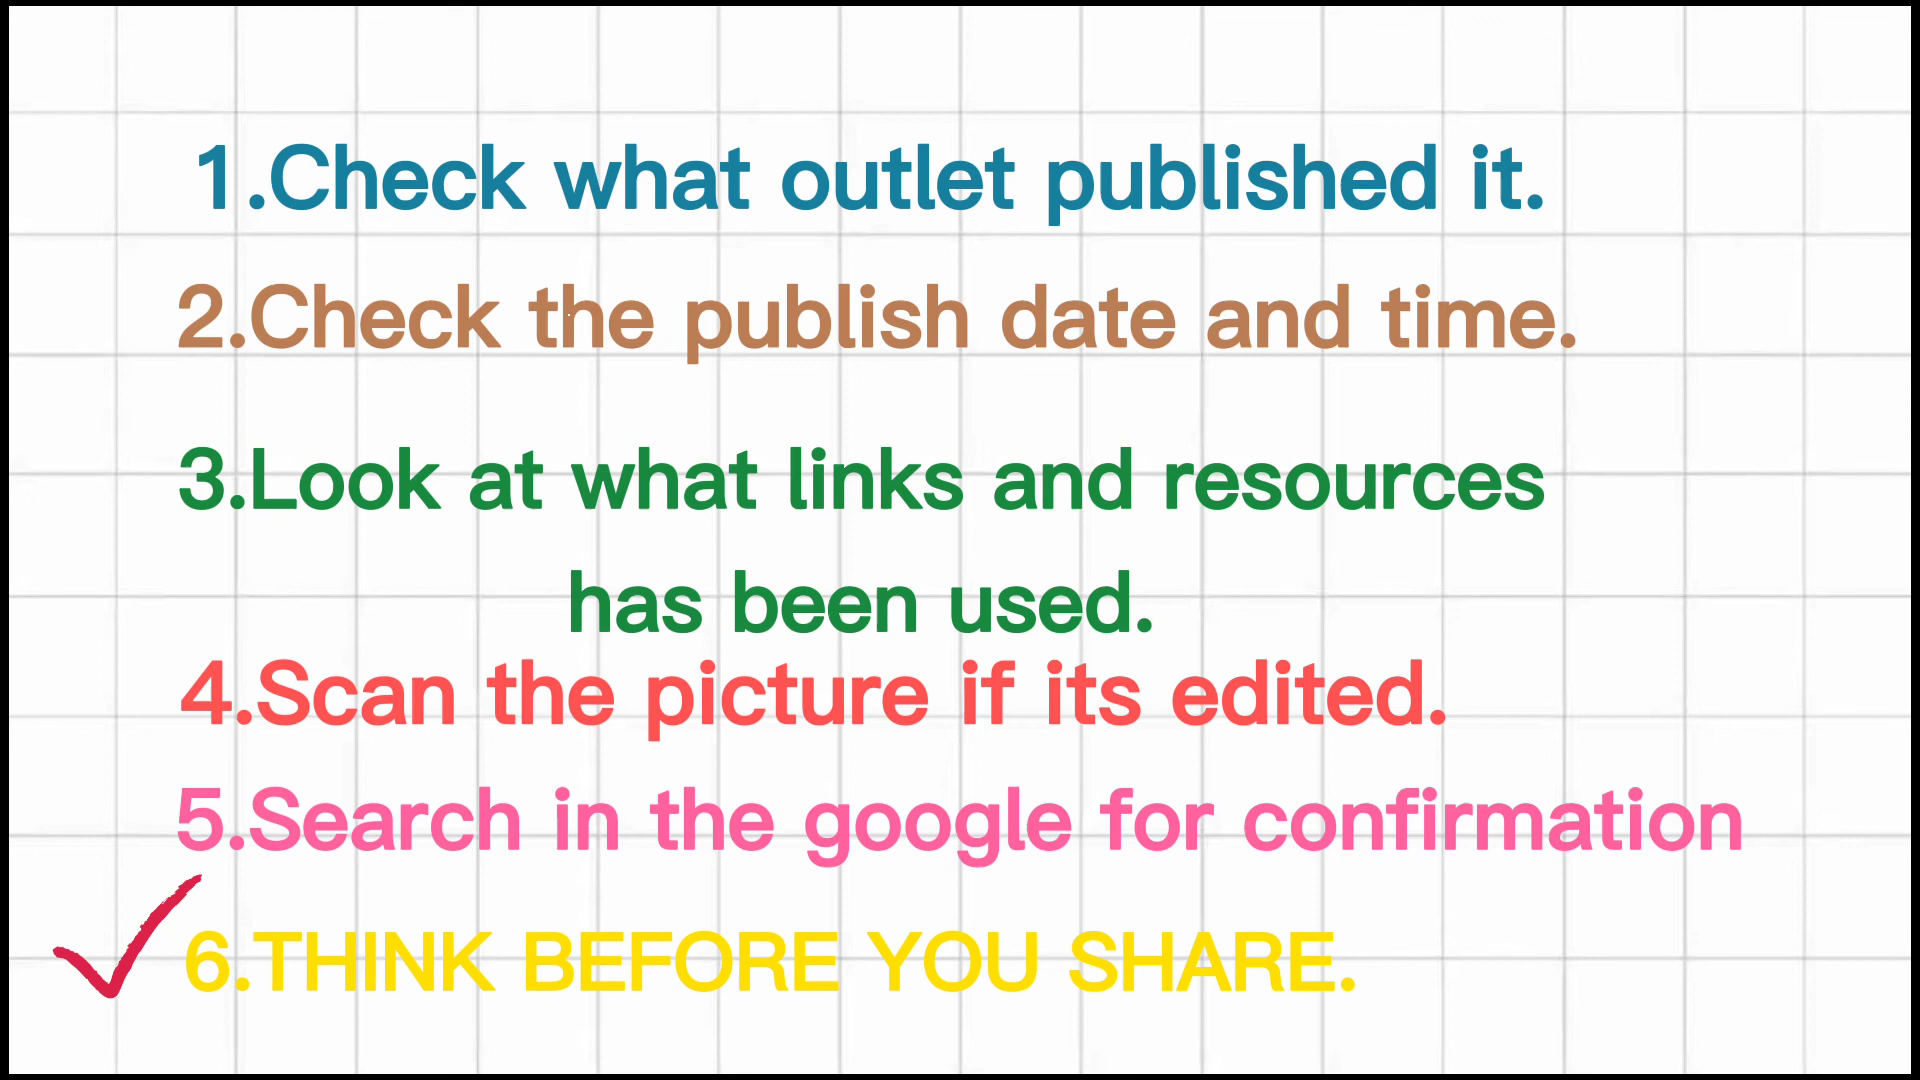 1.Check what outlet published it.
2.Check the publish date and time.
3.Look at what links and resources
has been used.
4.Scan the picture if its edited.
5.Search in the google for confirmation
6.THINK BEFORE YOU SHARE.